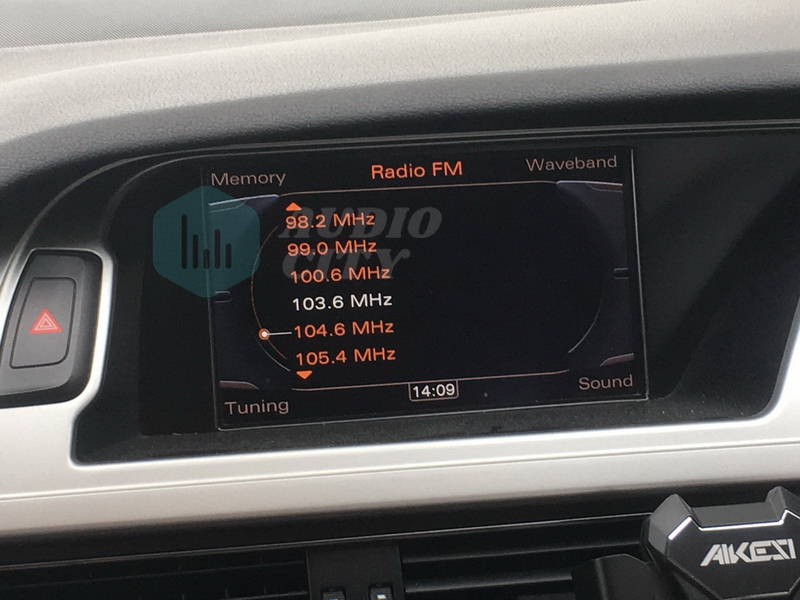 Memory
Radio FM
Waveband
98.2 MHz
99.0 MHz
100.6 MHz
103.6 MHz
104.6 MHz
105.4 MHz
AUDIO
CITY
14:09
Tuning
Sound
AIKESI